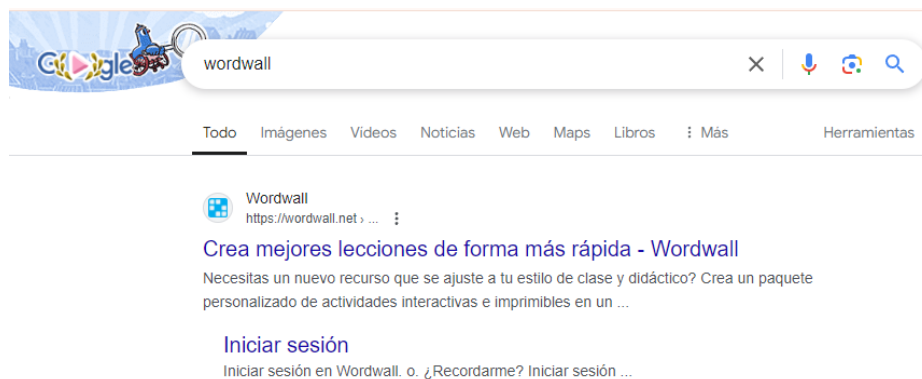 Google
wordwall
Todo Imágenes Vídeos Noticias Web Maps Libros Más Herramientas
Wordwall
https://wordwall.net › ...
Crea mejores lecciones de forma más rápida - Wordwall
Necesitas un nuevo recurso que se ajuste a tu estilo de clase y didáctico? Crea un paquete
personalizado de actividades interactivas e imprimibles en un ...
Iniciar sesión
Iniciar sesión en Wordwall. o. ¿Recordarme? Iniciar sesión ...